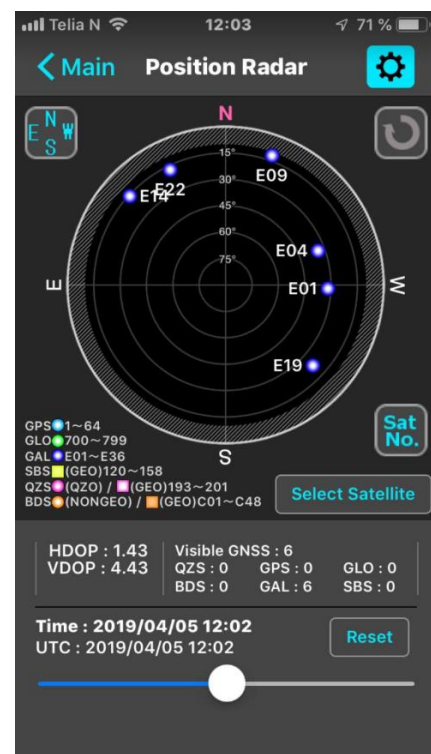 Telia N 12:03 71 %
Main Position Radar
E N W S
N
15°
30°
45°
60°
75°
E09
E14 E22
E04
E01
E19
E
W
S
GPS 1~64
GLO 700~799
GAL E01~E36
SBS (GEO)120~158
QZS (QZO) / (GEO)193~201
BDS (NONGEO) / (GEO)C01~C48
Sat
No.
Select Satellite
HDOP : 1.43
VDOP : 4.43
Visible GNSS : 6
QZS : 0 GPS : 0 GLO : 0
BDS : 0 GAL : 6 SBS : 0
Time : 2019/04/05 12:02
UTC : 2019/04/05 12:02
Reset